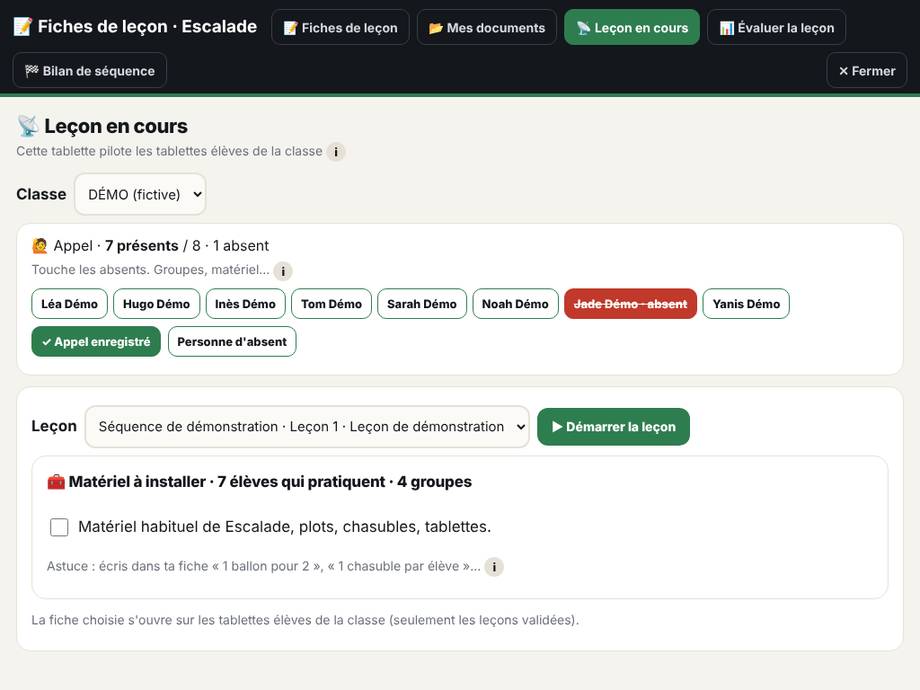 📝 Fiches de leçon · Escalade
📝 Fiches de leçon
📂 Mes documents
📡 Leçon en cours
📊 Évaluer la leçon
🏁 Bilan de séquence
✕ Fermer
📡 Leçon en cours
Cette tablette pilote les tablettes élèves de la classe i
Classe DÉMO (fictive)
🙋 Appel · 7 présents / 8 · 1 absent
Touche les absents. Groupes, matériel... i
Léa Démo Hugo Démo Inès Démo Tom Démo Sarah Démo Noah Démo Jade Démo · absent Yanis Démo
✓ Appel enregistré Personne d'absent
Leçon Séquence de démonstration · Leçon 1 · Leçon de démonstration ▶ Démarrer la leçon
🧰 Matériel à installer · 7 élèves qui pratiquent · 4 groupes
Matériel habituel de Escalade, plots, chasubles, tablettes.
Astuce : écris dans ta fiche « 1 ballon pour 2 », « 1 chasuble par élève »... i
La fiche choisie s'ouvre sur les tablettes élèves de la classe (seulement les leçons validées).